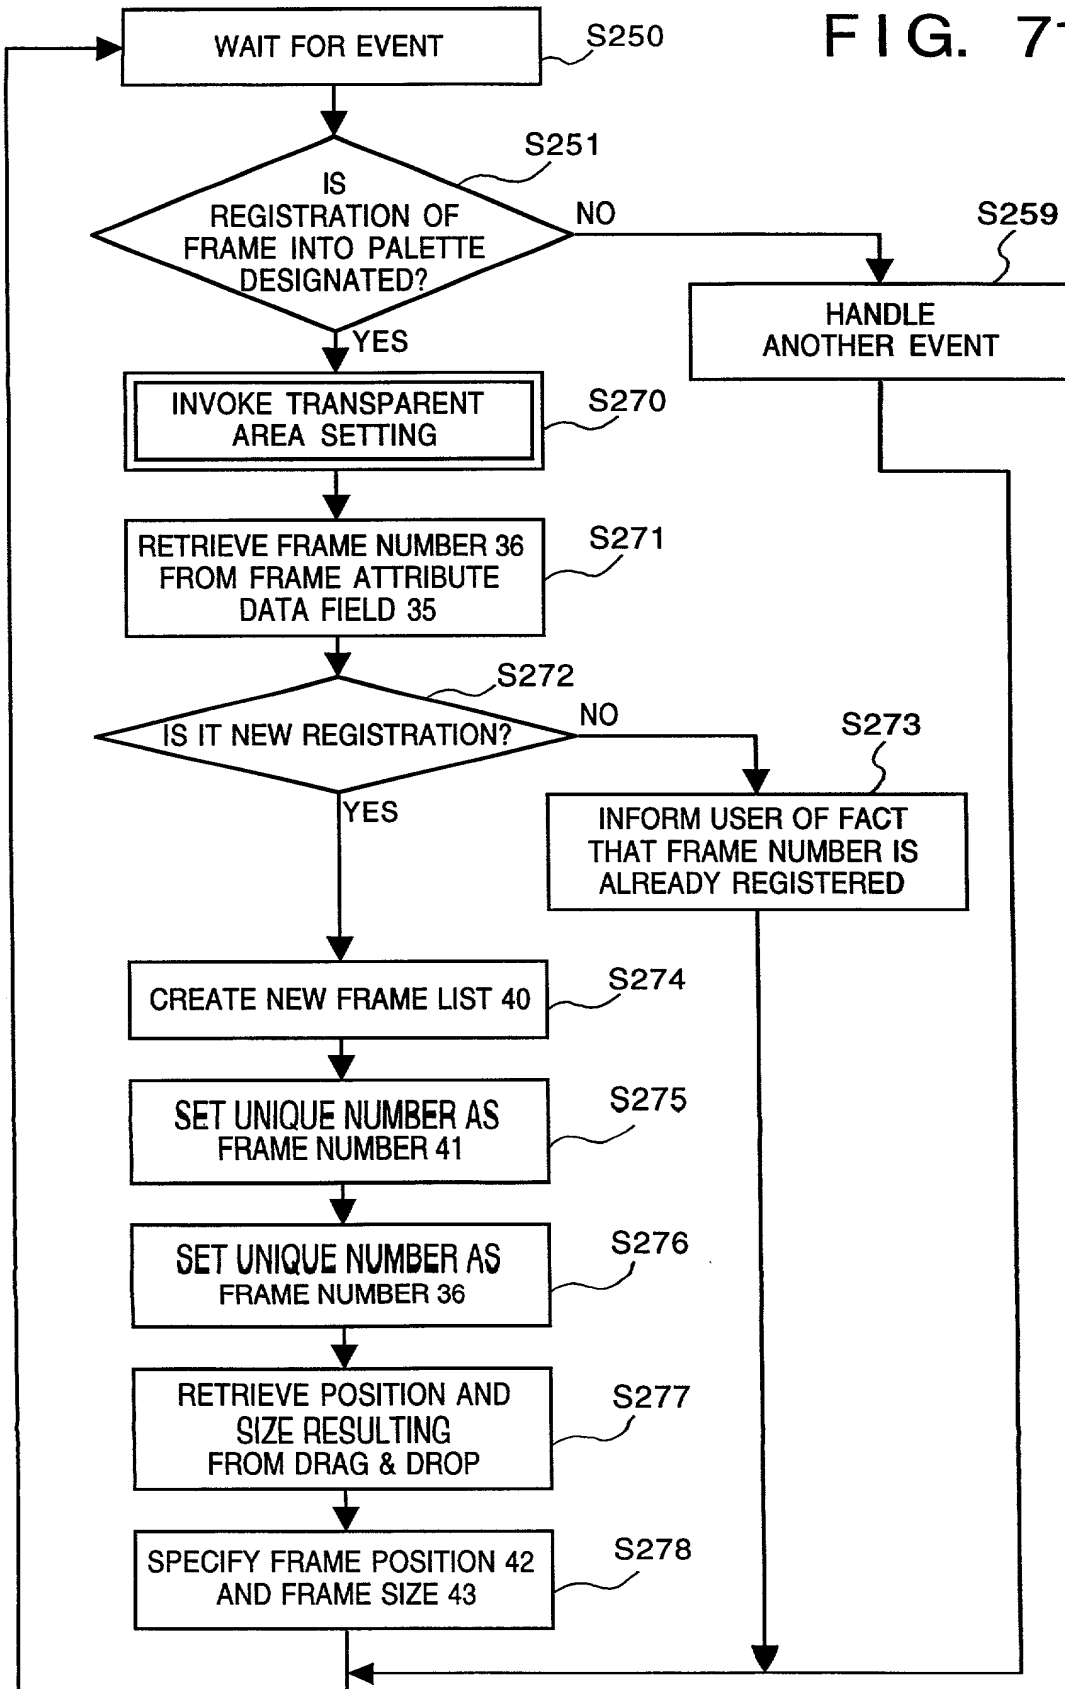 FIG. 71
WAIT FOR EVENT
S250
S251
IS
REGISTRATION OF
FRAME INTO PALETTE
DESIGNATED?
NO
S259
HANDLE
ANOTHER EVENT
YES
INVOKE TRANSPARENT
AREA SETTING
S270
RETRIEVE FRAME NUMBER 36
FROM FRAME ATTRIBUTE
DATA FIELD 35
S271
S272
IS IT NEW REGISTRATION?
NO
S273
YES
INFORM USER OF FACT
THAT FRAME NUMBER IS
ALREADY REGISTERED
CREATE NEW FRAME LIST 40
S274
SET UNIQUE NUMBER AS
FRAME NUMBER 41
S275
SET UNIQUE NUMBER AS
FRAME NUMBER 36
S276
RETRIEVE POSITION AND
SIZE RESULTING
FROM DRAG & DROP
S277
SPECIFY FRAME POSITION 42
AND FRAME SIZE 43
S278